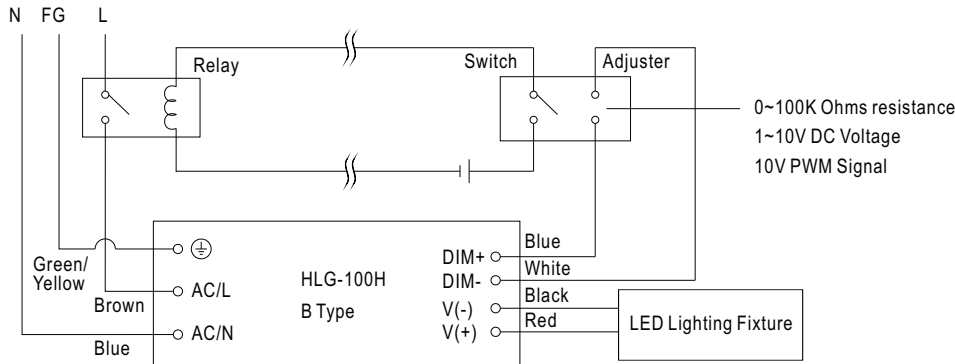 N FG L
Relay
Switch
Adjuster
0~100K Ohms resistance
1~10V DC Voltage
10V PWM Signal
Green/
Yellow
Brown
Blue
AC/L
AC/N
HLG-100H
B Type
DIM+
DIM-
V(-)
V(+)
Blue
White
Black
Red
LED Lighting Fixture